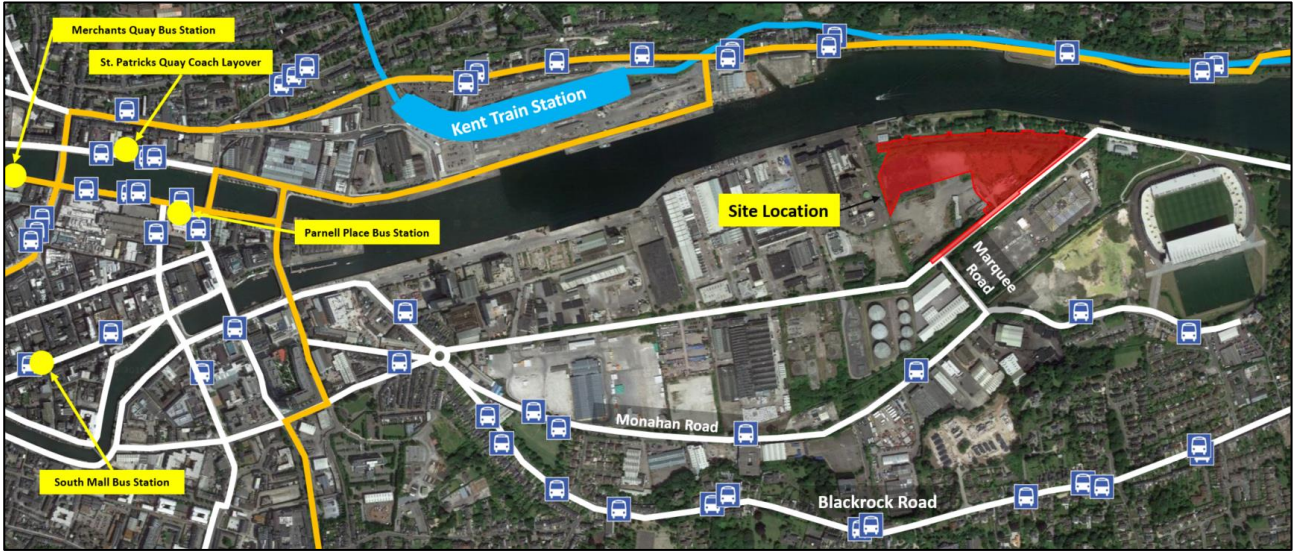 Merchants Quay Bus Station
St. Patricks Quay Coach Layover
Kent Train Station
Site Location
Parnell Place Bus Station
Marquee
Road
Monahan Road
South Mall Bus Station
Blackrock Road